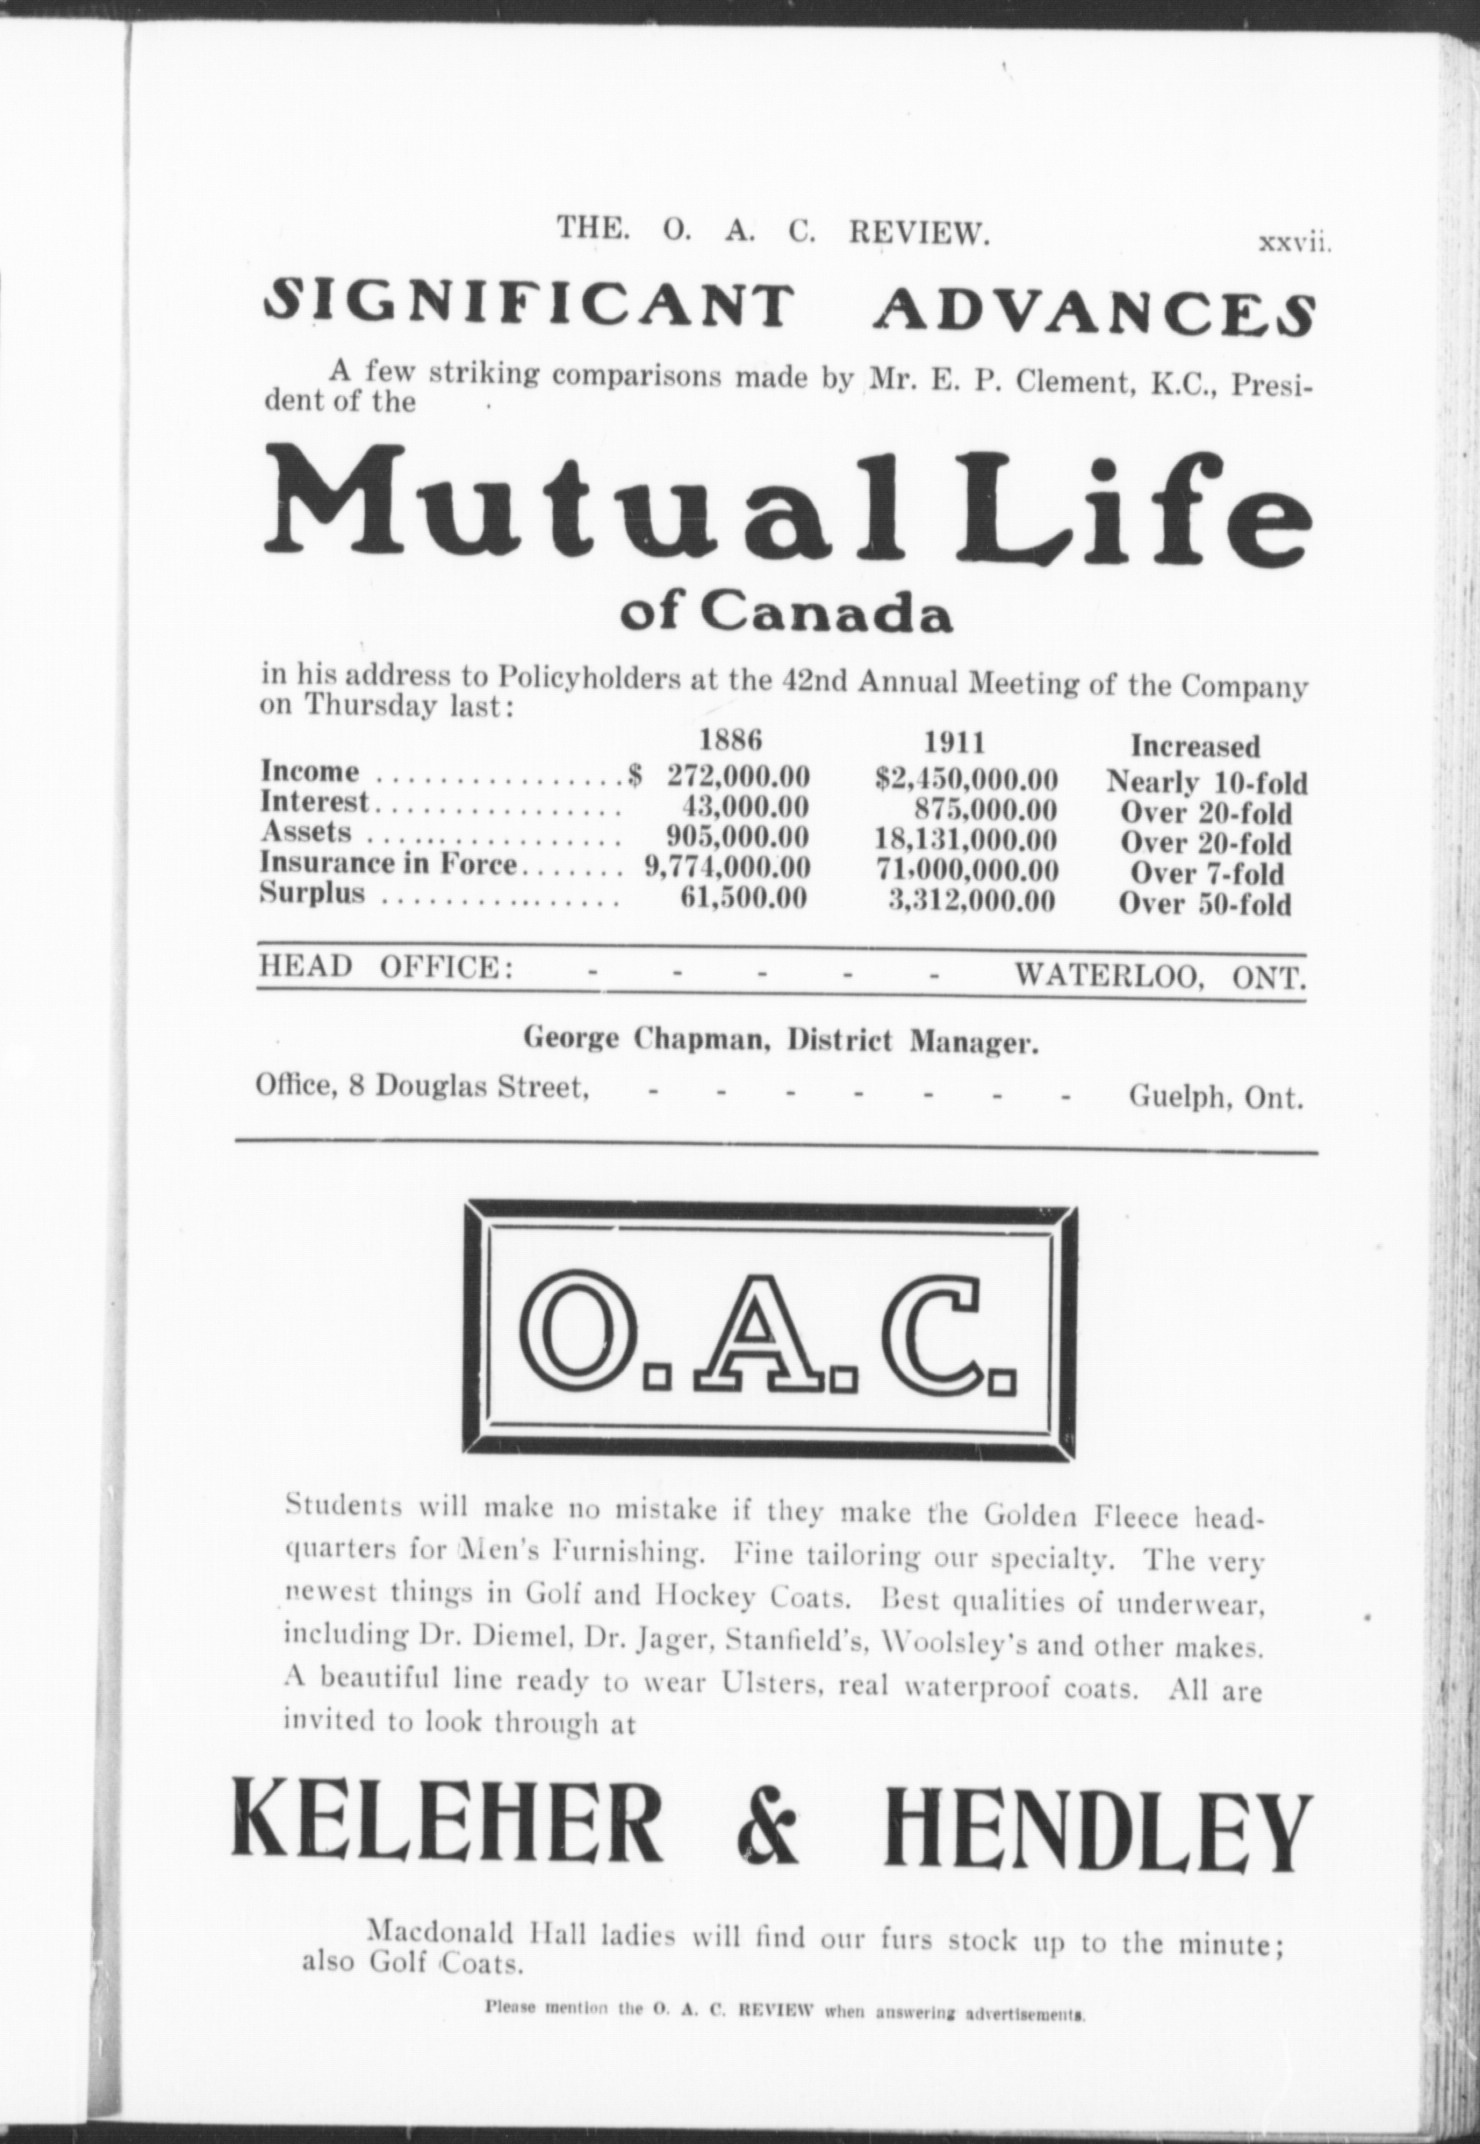 THE. O. A. C. REVIEW. xxvii.
SIGNIFICANT ADVANCES
A few striking comparisons made by Mr. E. P. Clement, K.C., Presi-
dent of the
Mutual Life
of Canada
in his address to Policyholders at the 42nd Annual Meeting of the Company
on Thursday last:
1886 1911 Increased
Income ................$ 272,000.00 $2,450,000.00 Nearly 10-fold
Interest................ 43,000.00 875,000.00 Over 20-fold
Assets ................ 905,000.00 18,131,000.00 Over 20-fold
Insurance in Force....... 9,774,000.00 71,000,000.00 Over 7-fold
Surplus ............... 61,500.00 3,312,000.00 Over 50-fold
HEAD OFFICE: - - - - - WATERLOO, ONT.
George Chapman, District Manager.
Office, 8 Douglas Street, - - - - - - - Guelph, Ont.
O.A.C.
Students will make no mistake if they make the Golden Fleece head-
quarters for Men's Furnishing. Fine tailoring our specialty. The very
newest things in Golf and Hockey Coats. Best qualities of underwear,
including Dr. Diemel, Dr. Jager, Stanfield's, Woolsley's and other makes.
A beautiful line ready to wear Ulsters, real waterproof coats. All are
invited to look through at
KELEHER & HENDLEY
Macdonald Hall ladies will find our furs stock up to the minute;
also Golf Coats.
Please mention the O. A. C. REVIEW when answering advertisements.